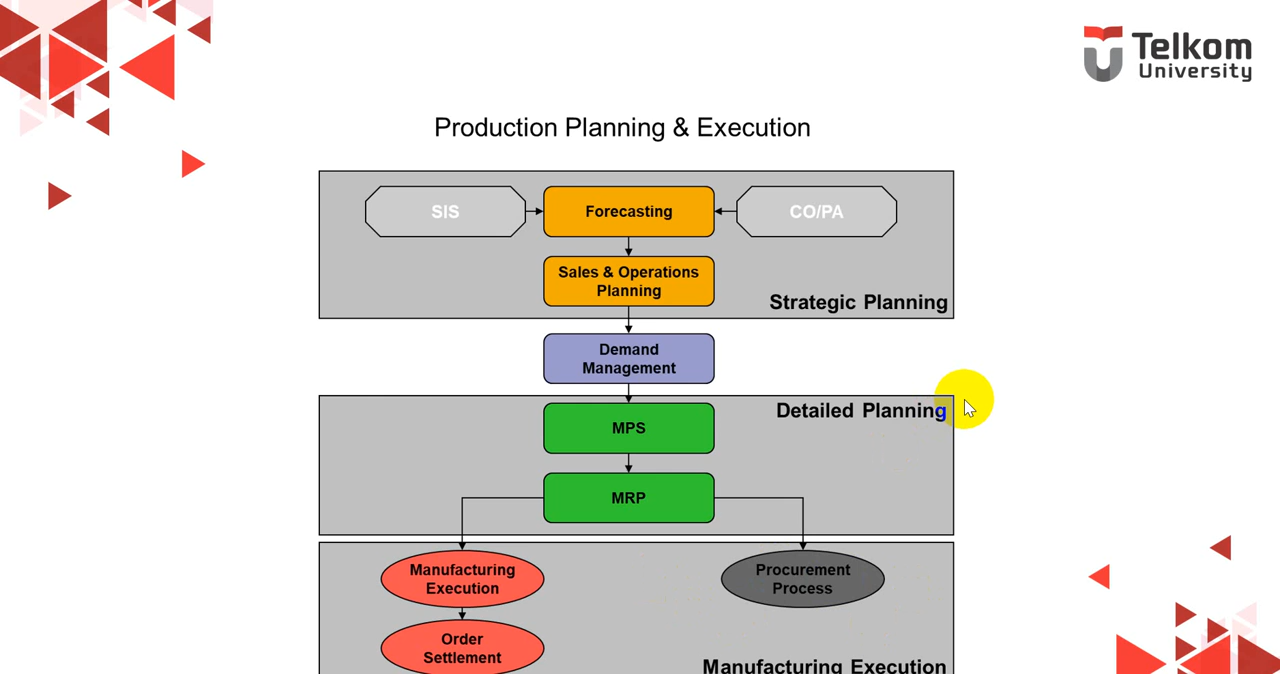 Telkom
University
Production Planning & Execution
SIS
Forecasting
CO/PA
Sales & Operations
Planning
Strategic Planning
Demand
Management
Detailed Planning
MPS
MRP
Manufacturing
Execution
Procurement
Process
Order
Settlement
Manufacturing Execution